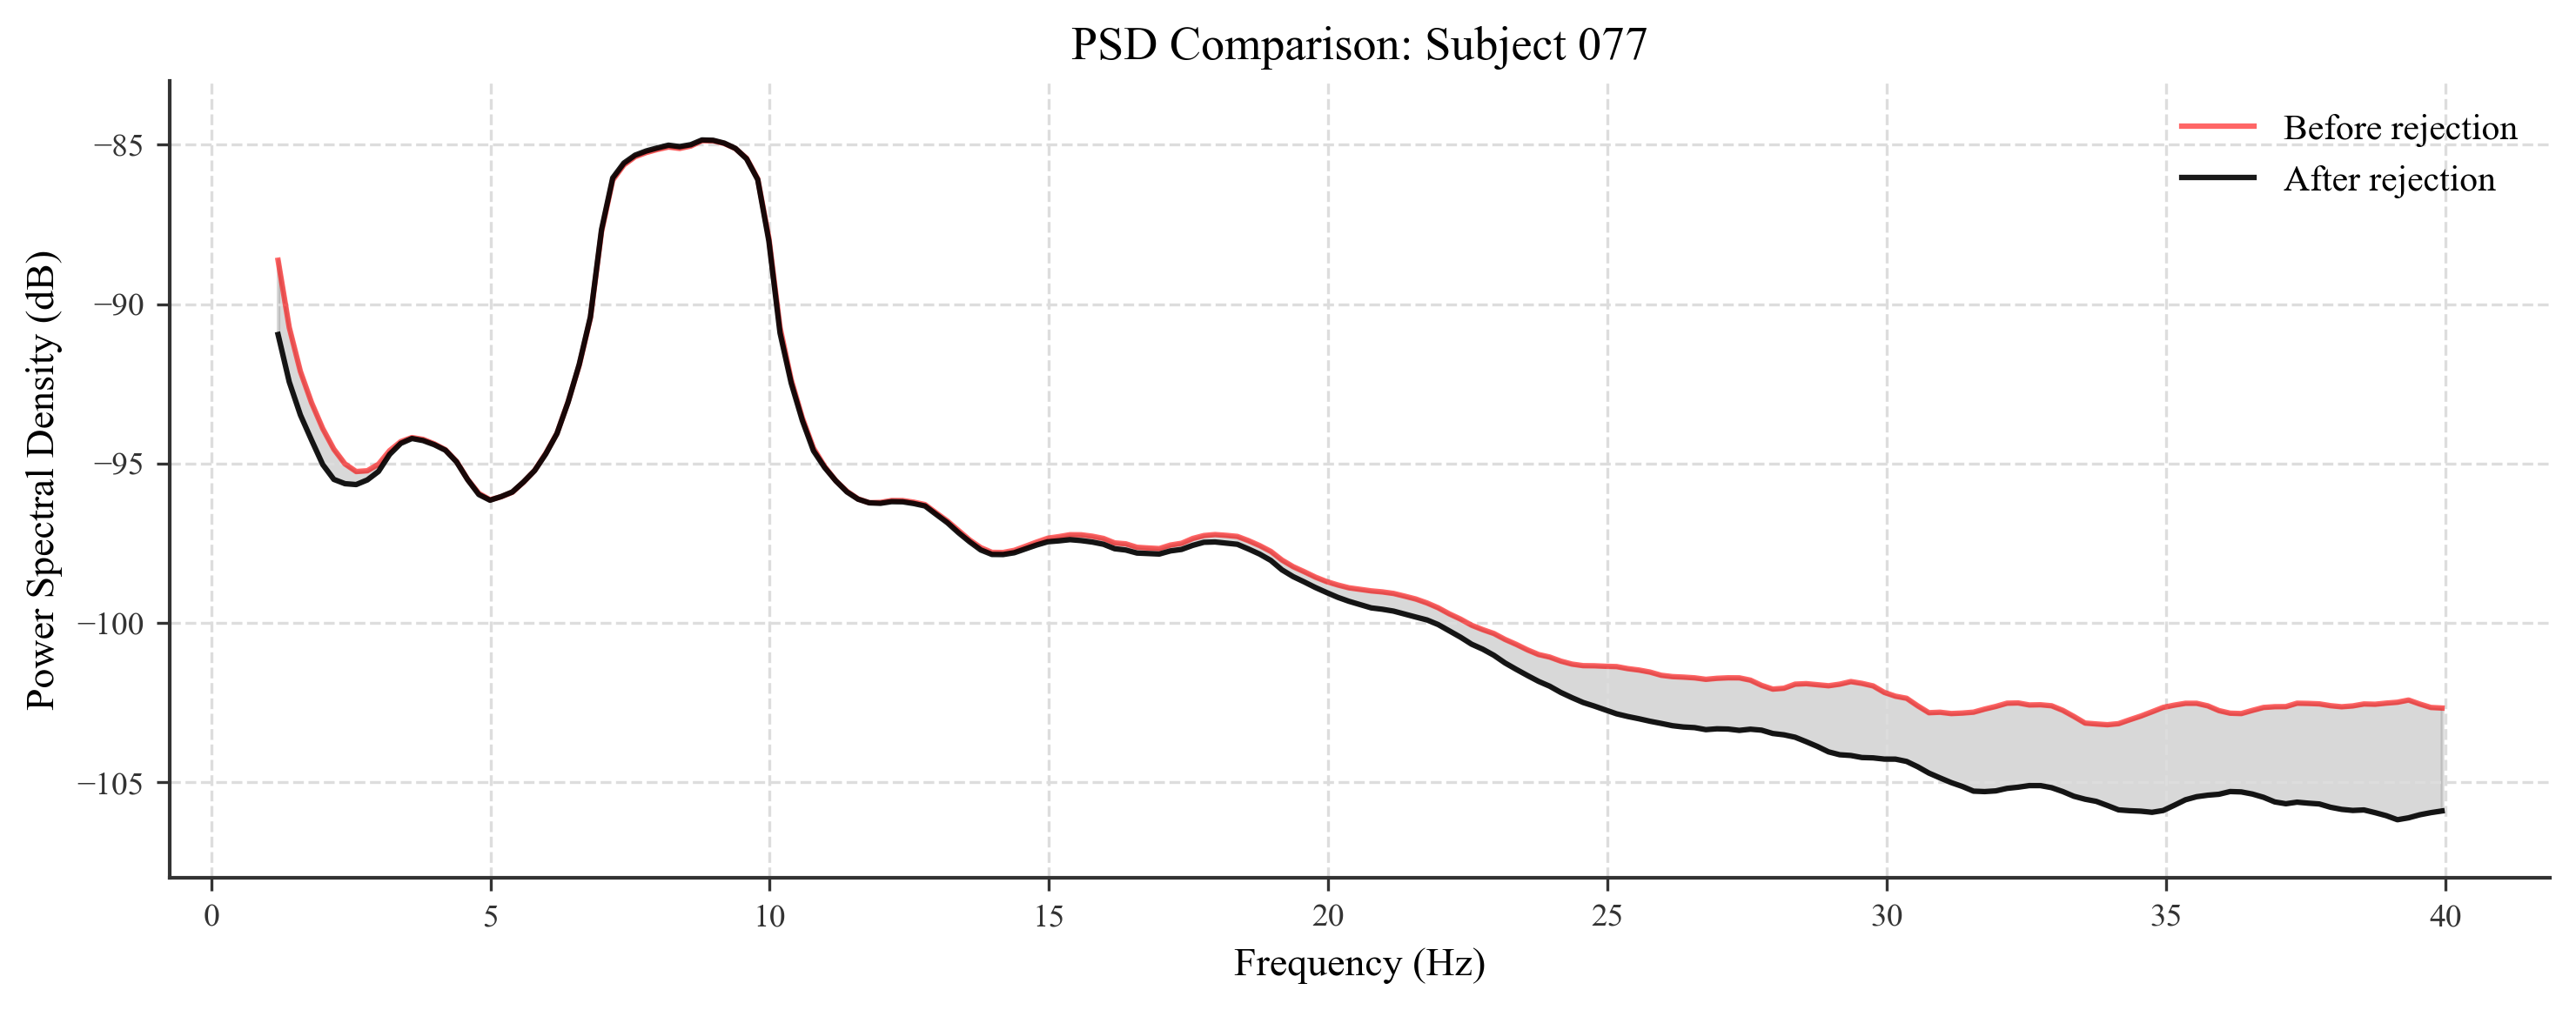 PSD Comparison: Subject 077
Before rejection
After rejection
Power Spectral Density (dB)
−85
−90
−95
−100
−105
0 5 10 15 20 25 30 35 40
Frequency (Hz)